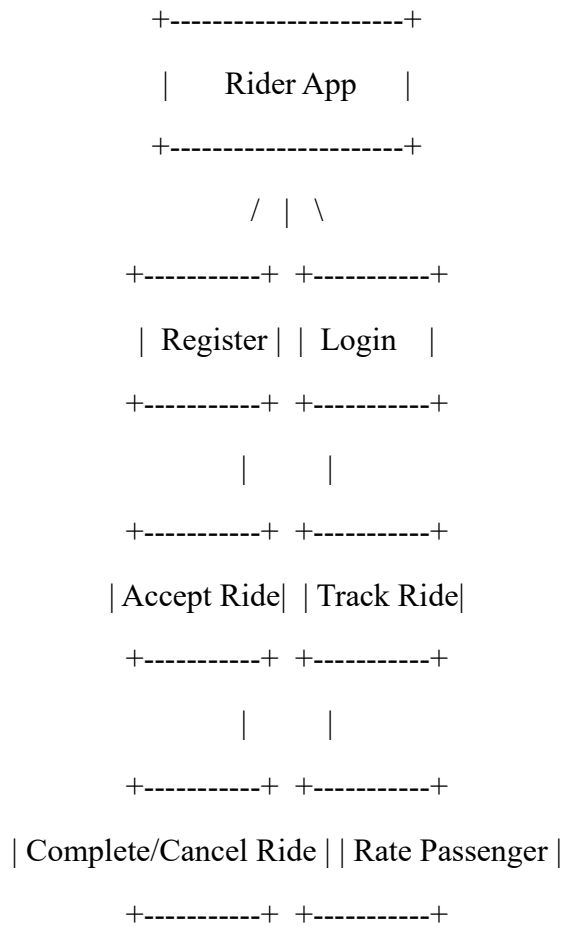 +----------------------+
| Rider App |
+----------------------+
/ | \
+-----------+ +-----------+
| Register | | Login |
+-----------+ +-----------+
| |
+-----------+ +-----------+
| Accept Ride| | Track Ride|
+-----------+ +-----------+
| |
+-----------+ +-----------+
| Complete/Cancel Ride | | Rate Passenger |
+-----------+ +-----------+